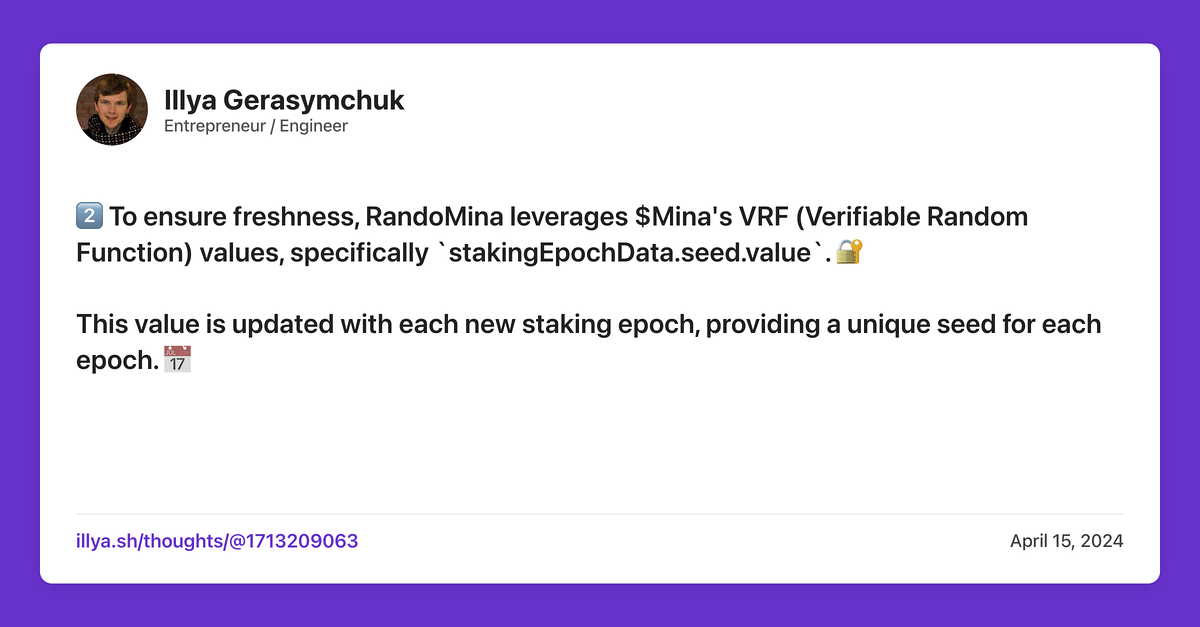 Illya Gerasymchuk
Entrepreneur / Engineer
2️⃣ To ensure freshness, RandoMina leverages $Mina's VRF (Verifiable Random
Function) values, specifically `stakingEpochData.seed.value`. 🔐
This value is updated with each new staking epoch, providing a unique seed for each
epoch. 📅
illya.sh/thoughts/@1713209063
April 15, 2024